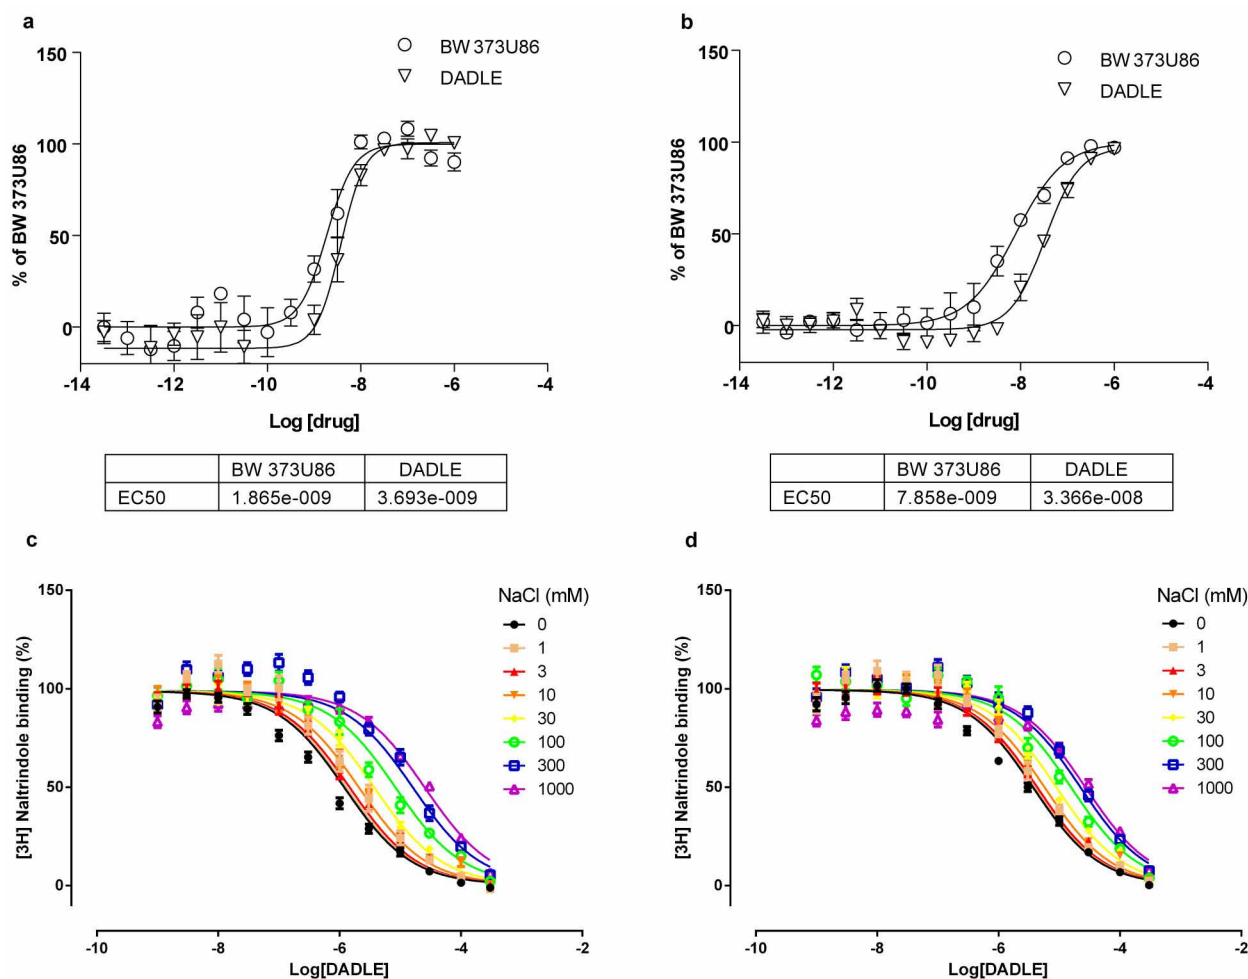 a
150
100
50
0
% of BW 373U86
BW 373U86
DADLE
-14 -12 -10 -8 -6 -4
Log [drug]
BW 373U86 DADLE
EC50 1.865e-009 3.693e-009
b
150
100
50
0
% of BW 373U86
BW 373U86
DADLE
-14 -12 -10 -8 -6 -4
Log [drug]
BW 373U86 DADLE
EC50 7.858e-009 3.366e-008
c
150
100
50
0
[3H] Naltrindole binding (%)
NaCl (mM)
0
1
3
10
30
100
300
1000
-10 -8 -6 -4 -2
Log[DADLE]
d
150
100
50
0
[3H] Naltrindole binding (%)
NaCl (mM)
0
1
3
10
30
100
300
1000
-10 -8 -6 -4 -2
Log[DADLE]